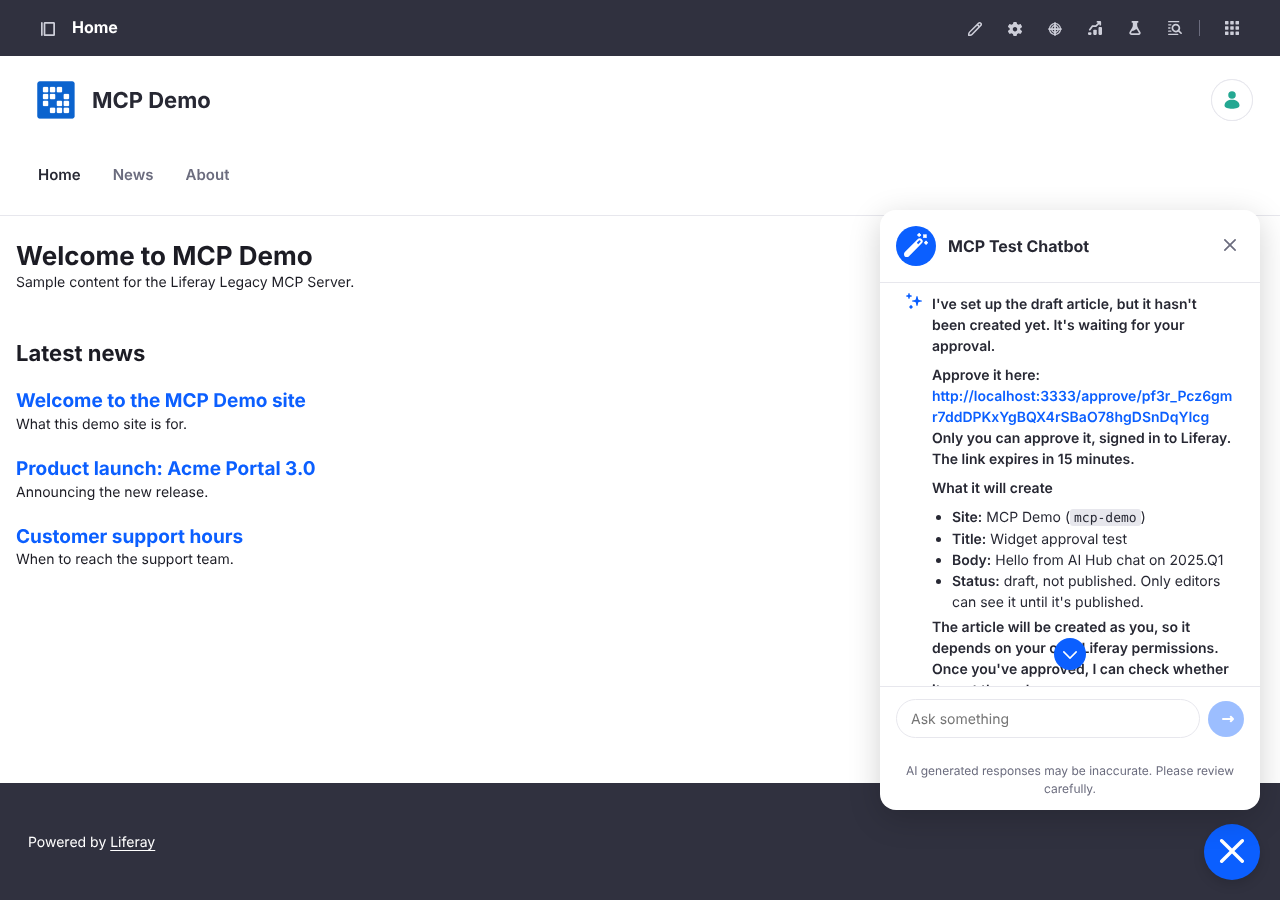 Home
MCP Demo
Home
News
About
Welcome to MCP Demo
Sample content for the Liferay Legacy MCP Server.
Latest news
Welcome to the MCP Demo site
What this demo site is for.
Product launch: Acme Portal 3.0
Announcing the new release.
Customer support hours
When to reach the support team.
MCP Test Chatbot
I've set up the draft article, but it hasn't
been created yet. It's waiting for your
approval.
Approve it here:
http://localhost:3333/approve/pf3r_Pcz6gm
r7ddDPKxYgBQX4rSBaO78hgDSnDqYlcg
Only you can approve it, signed in to Liferay.
The link expires in 15 minutes.
What it will create
Site: MCP Demo (mcp-demo)
Title: Widget approval test
Body: Hello from AI Hub chat on 2025.Q1
Status: draft, not published. Only editors
can see it until it's published.
The article will be created as you, so it
depends on your Liferay permissions.
Once you've approved, I can check whether
Ask something
AI generated responses may be inaccurate. Please review
carefully.
Powered by Liferay